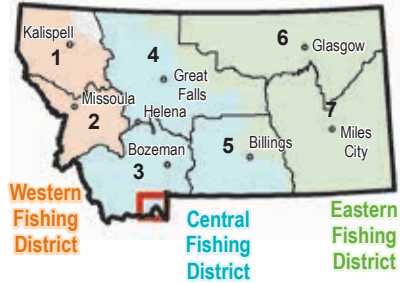 Kalispell
1
4
6
Glasgow
Great
Falls
Missoula
2
Helena
7
Miles
City
Bozeman
3
5
Billings
Western
Fishing
District
Central
Fishing
District
Eastern
Fishing
District